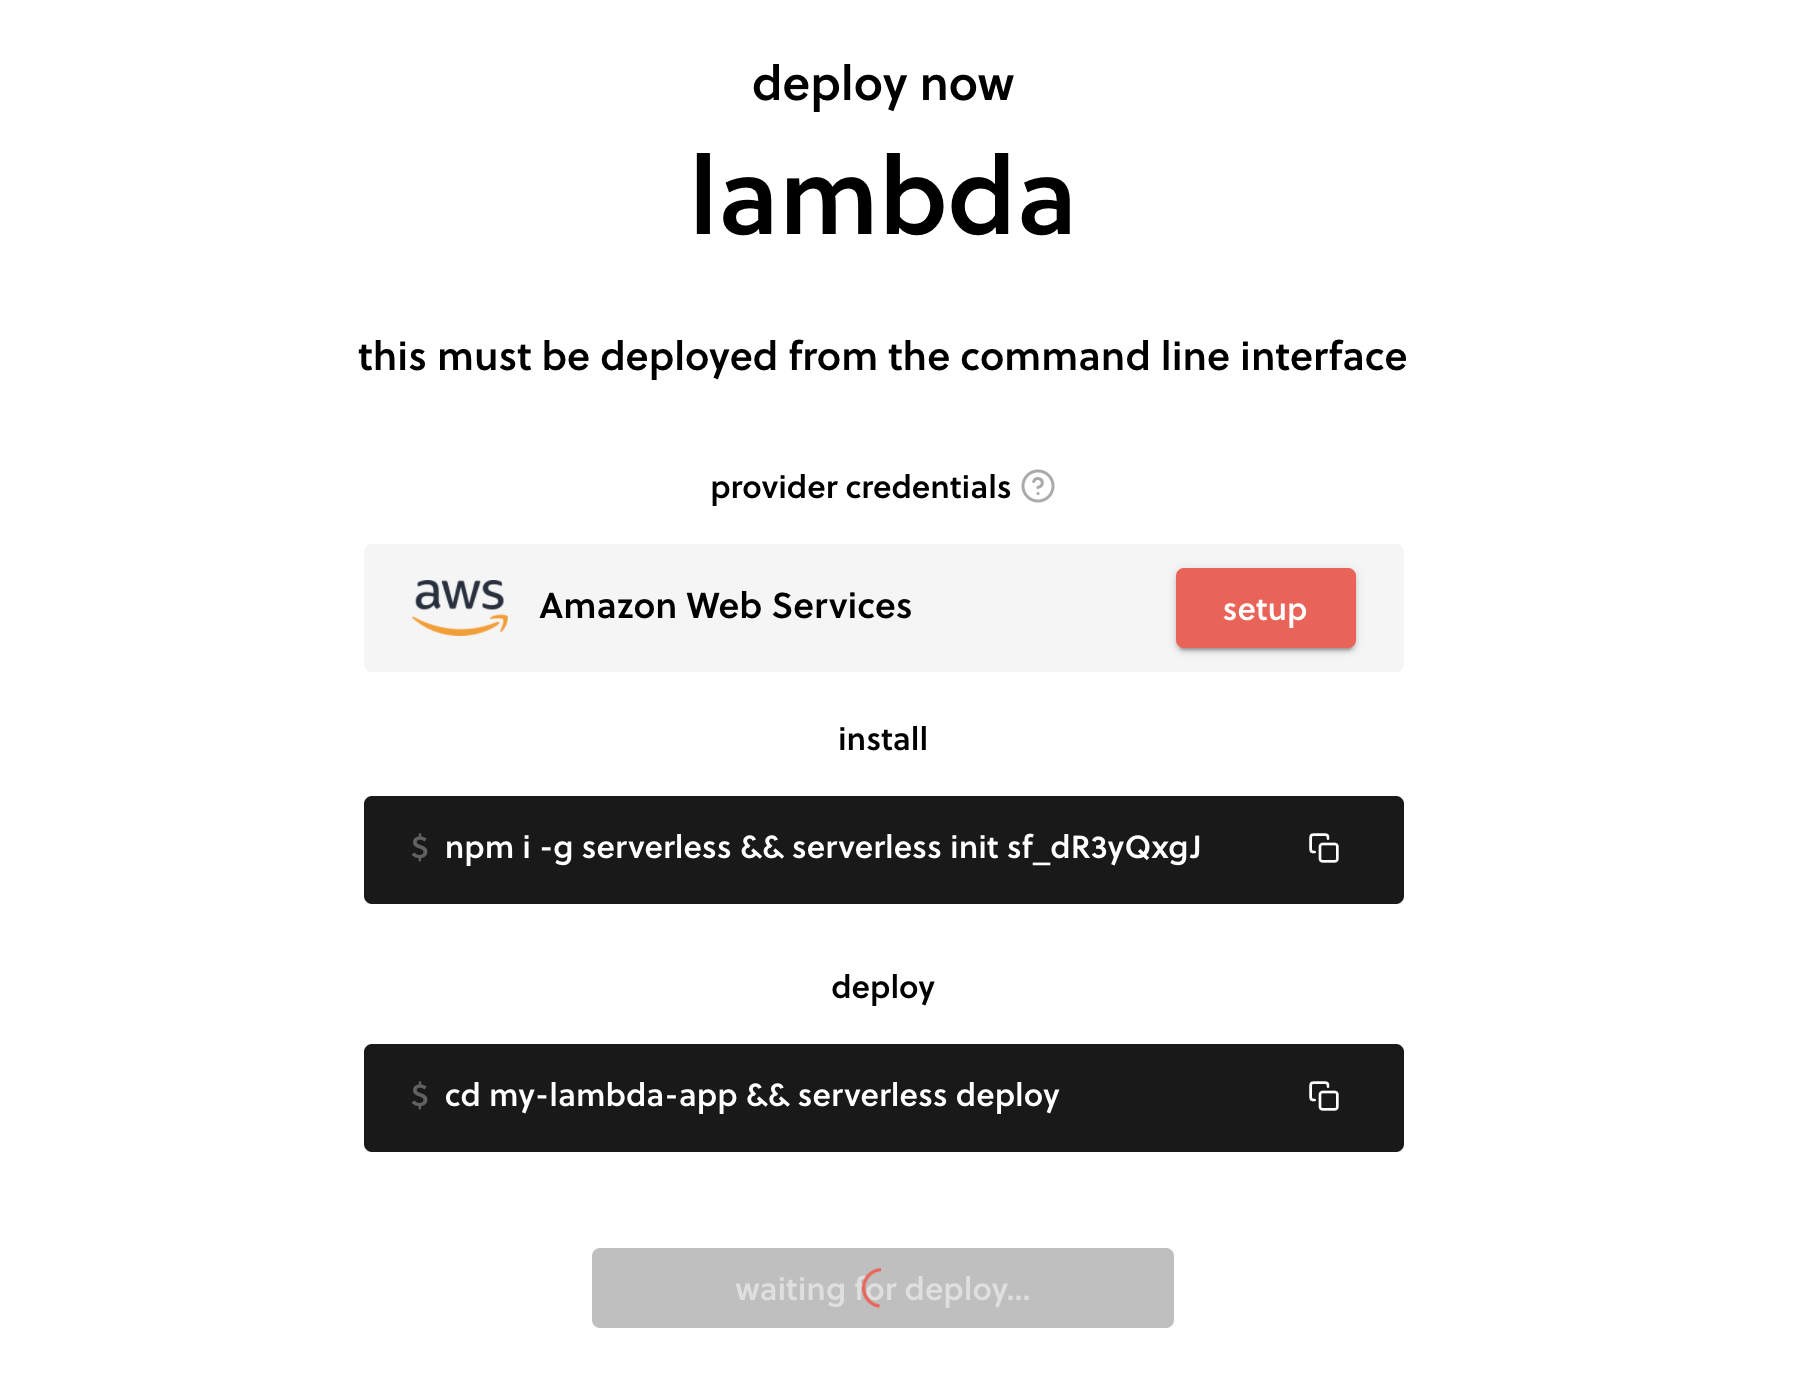 deploy now
lambda
this must be deployed from the command line interface
provider credentials ?
aws Amazon Web Services setup
install
$ npm i -g serverless && serverless init sf_dR3yQxgJ
deploy
$ cd my-lambda-app && serverless deploy
waiting for deploy...